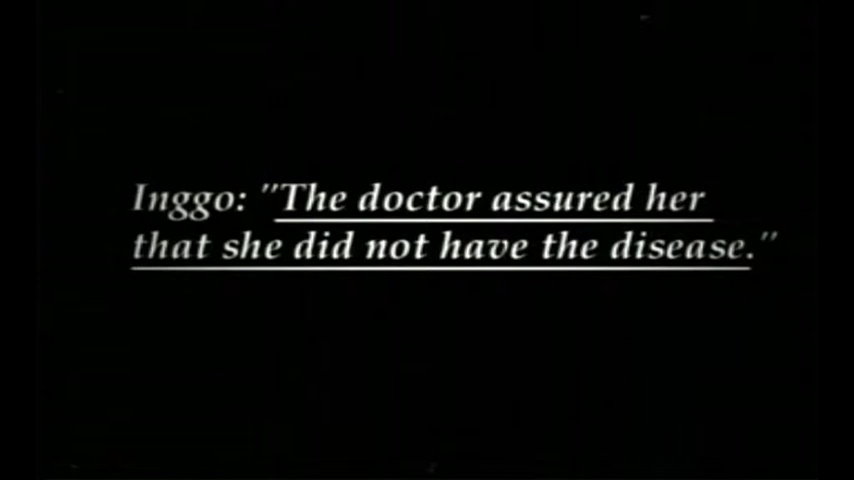 Inggo: "The doctor assured her
that she did not have the disease."